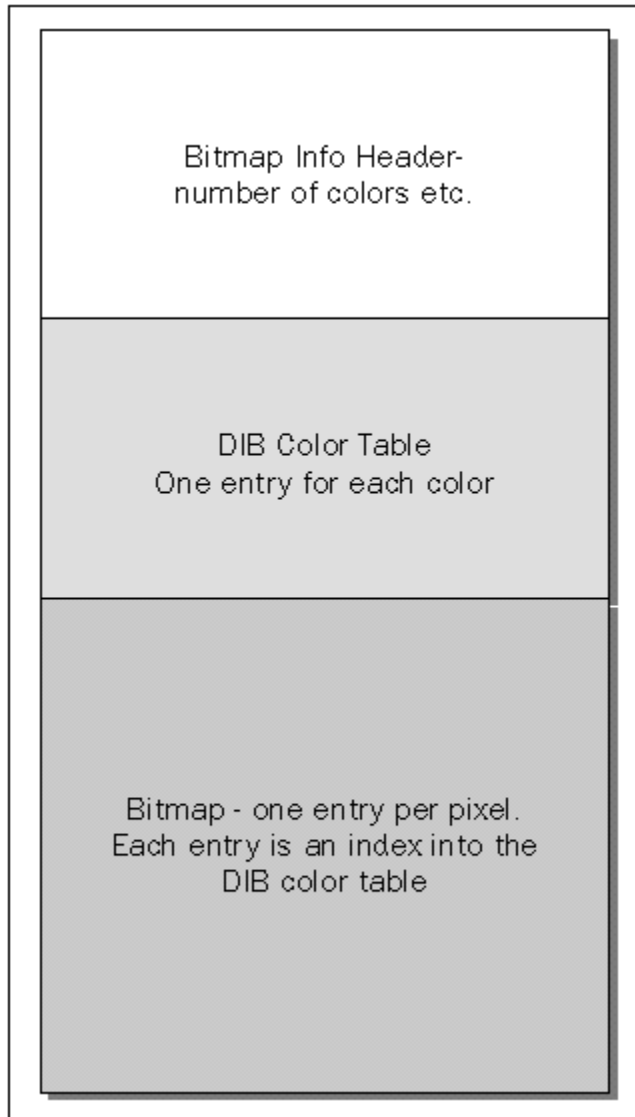 Bitmap Info Header-
number of colors etc.
DIB Color Table
One entry for each color
Bitmap - one entry per pixel.
Each entry is an index into the
DIB color table